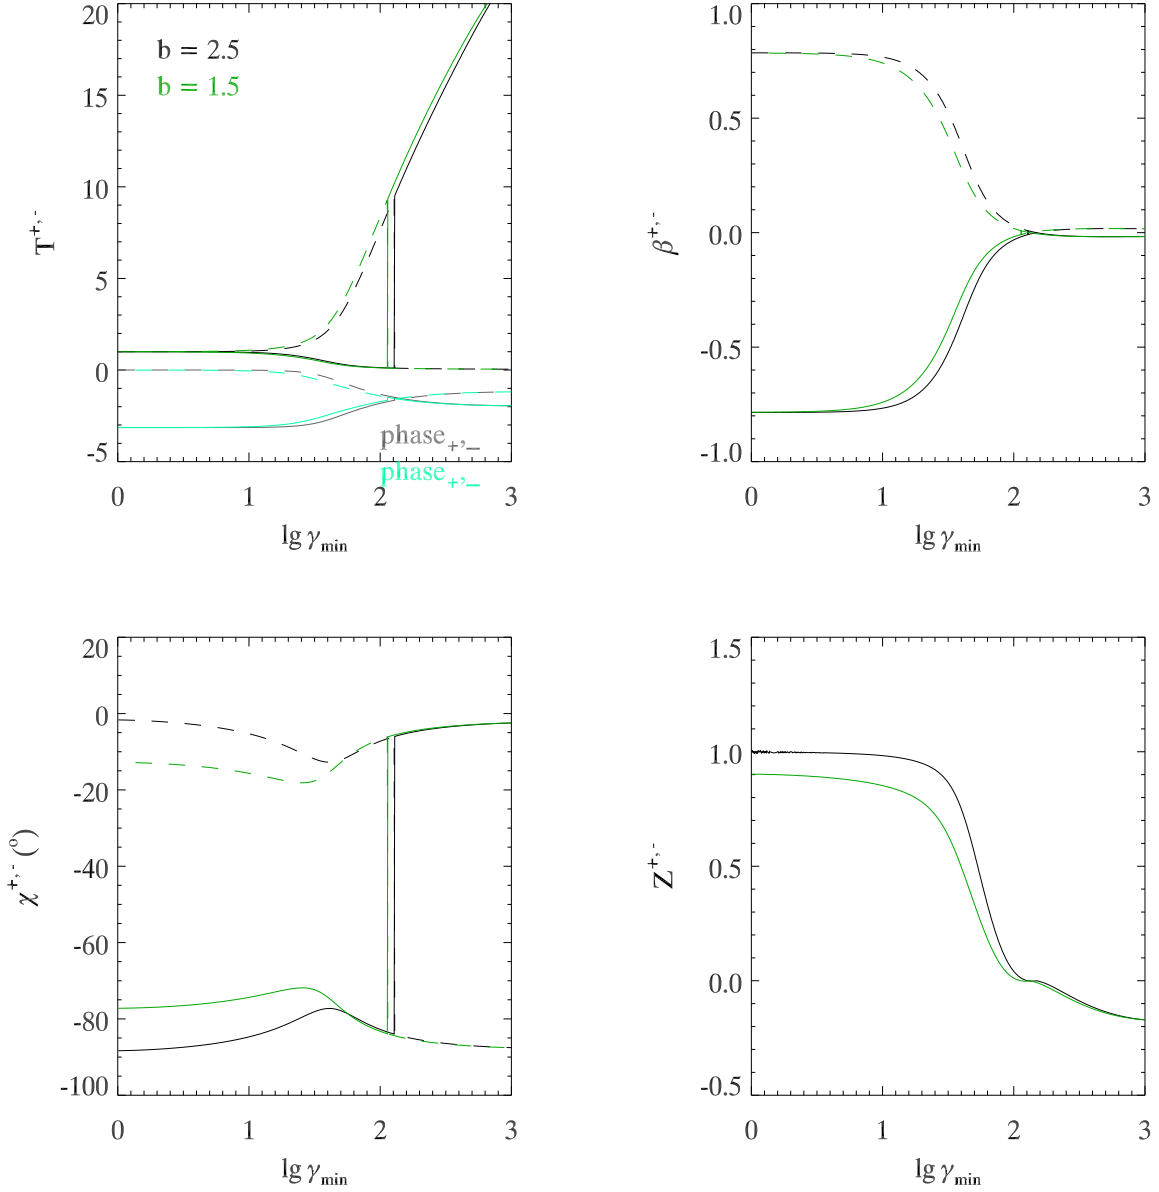 20
15
10
5
0
-5
T+,-
b = 2.5
b = 1.5
phase+,−
phase+,−
0 1 2 3
lg γmin
1.0
0.5
0.0
-0.5
-1.0
β+,-
0 1 2 3
lg γmin
20
0
-20
-40
-60
-80
-100
χ+,- (o)
0 1 2 3
lg γmin
1.5
1.0
0.5
0.0
-0.5
Z+,-
0 1 2 3
lg γmin